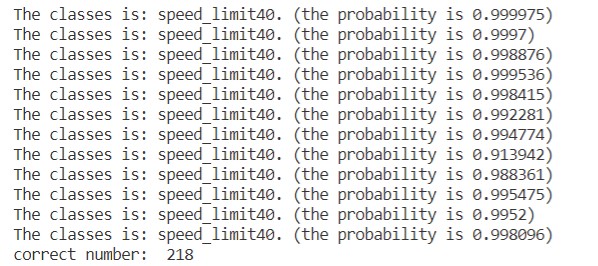 The classes is: speed_limit40. (the probability is 0.999975)
The classes is: speed_limit40. (the probability is 0.9997)
The classes is: speed_limit40. (the probability is 0.998876)
The classes is: speed_limit40. (the probability is 0.999536)
The classes is: speed_limit40. (the probability is 0.998415)
The classes is: speed_limit40. (the probability is 0.992281)
The classes is: speed_limit40. (the probability is 0.994774)
The classes is: speed_limit40. (the probability is 0.913942)
The classes is: speed_limit40. (the probability is 0.988361)
The classes is: speed_limit40. (the probability is 0.995475)
The classes is: speed_limit40. (the probability is 0.9952)
The classes is: speed_limit40. (the probability is 0.998096)
correct number:  218